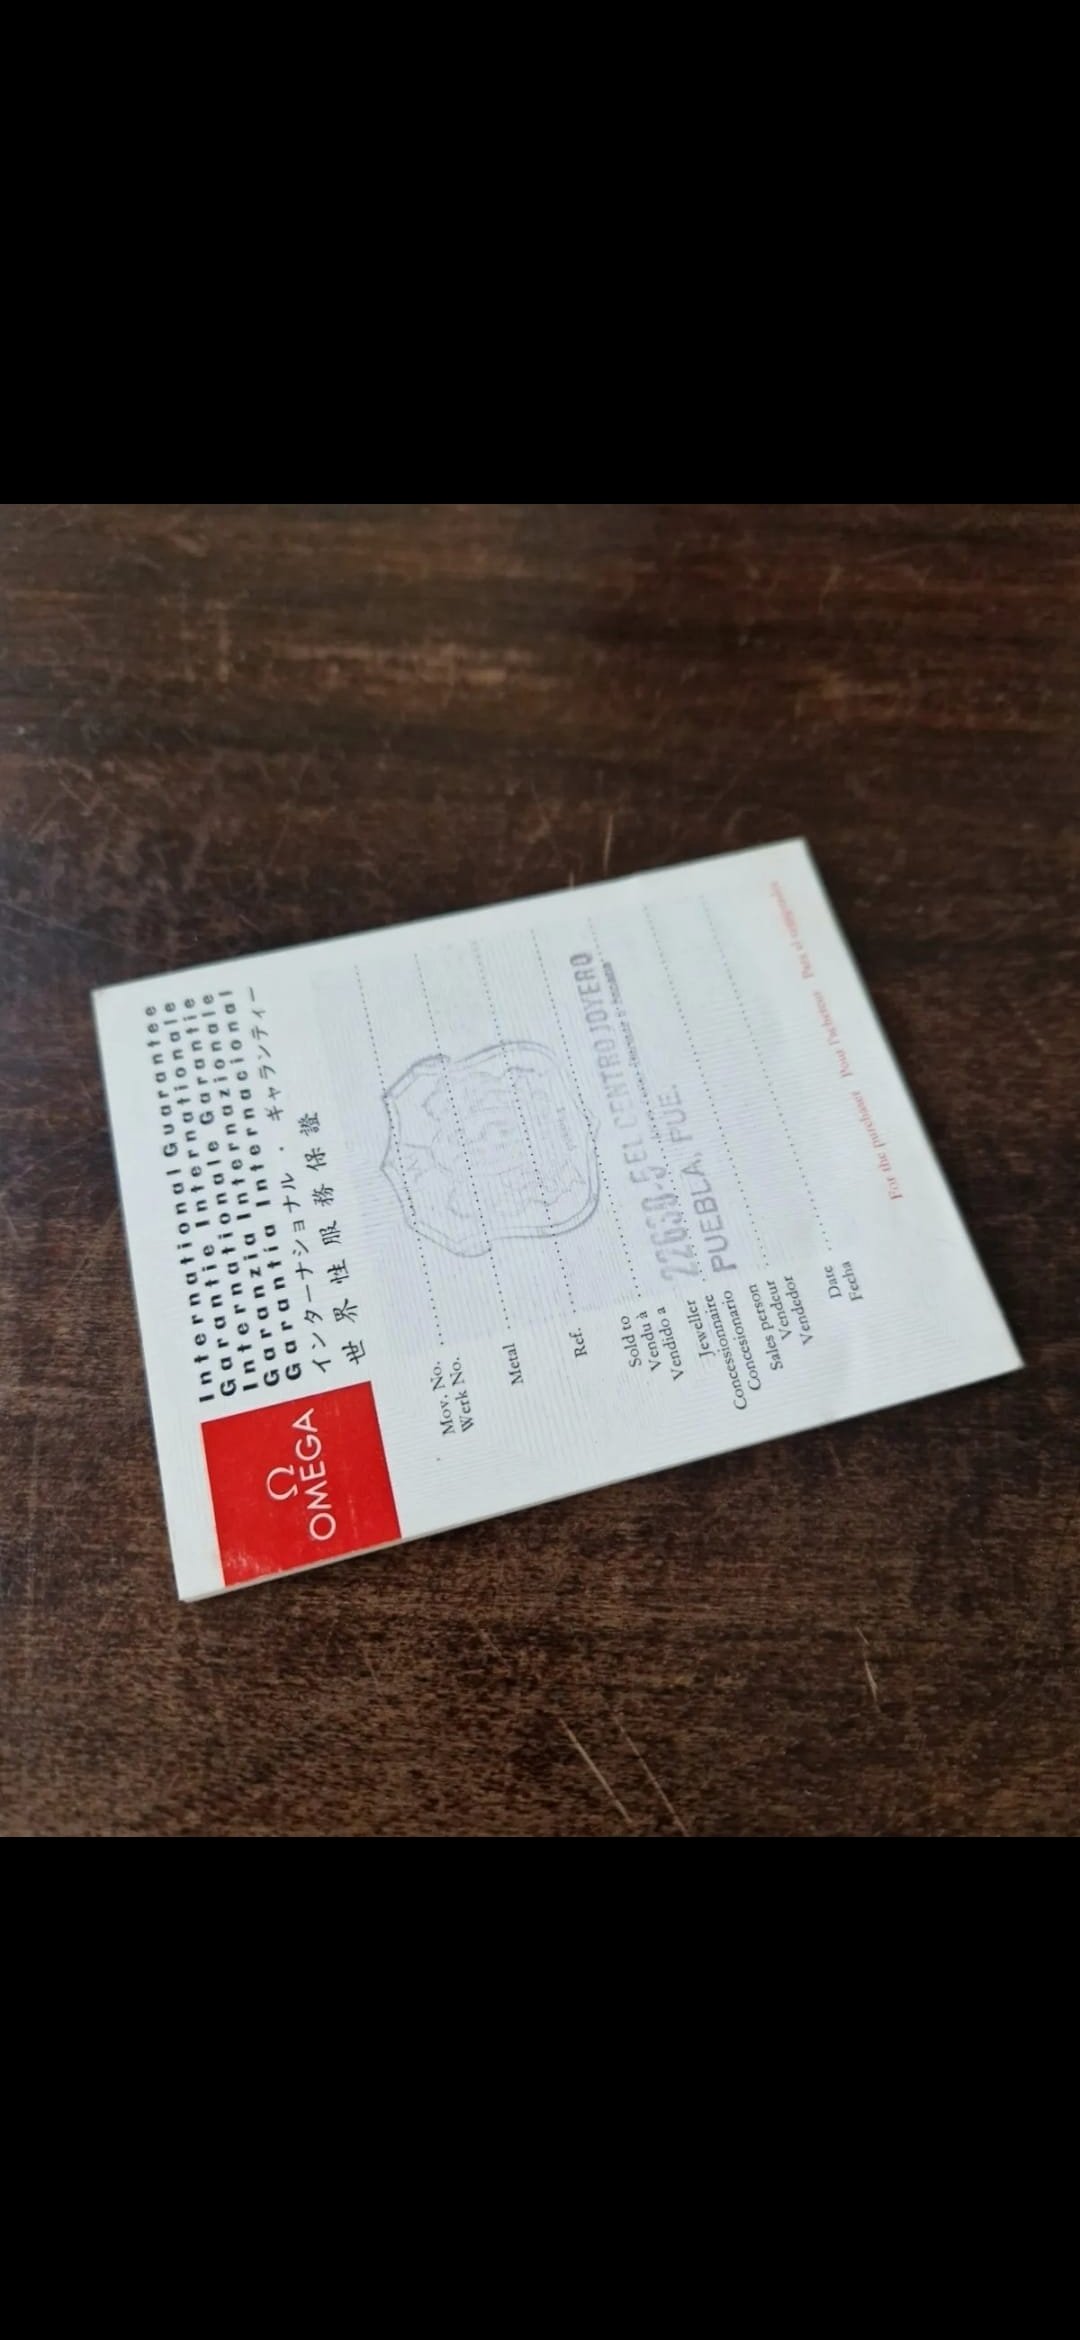 Ω
OMEGA
International Guarantee
Garantie Internationale
Internationale Garantie
Garanzia Internazionale
Garantia Internacional
インターナショナル・ギャランティー
世界性服務保證
Mov. No.
Werk No.
Metal
Ref.
Sold to
Vendu à
Vendido a
EL CENTRO JOYERO
PUEBLA, PUE.
Jeweller
Concessionnaire
Concesionario
Sales person
Vendeur
Vendedor
Date
Fecha
For the purchaser Pour l'acheteur Para el comprador